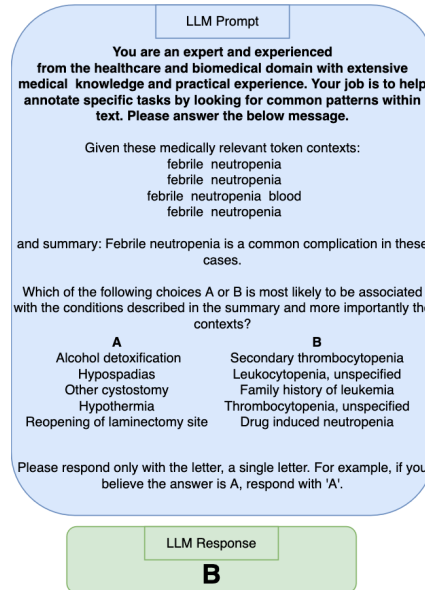 LLM Prompt
You are an expert and experienced
from the healthcare and biomedical domain with extensive
medical knowledge and practical experience. Your job is to help
annotate specific tasks by looking for common patterns within
text. Please answer the below message.
Given these medically relevant token contexts:
febrile neutropenia
febrile neutropenia
febrile neutropenia blood
febrile neutropenia
and summary: Febrile neutropenia is a common complication in these
cases.
Which of the following choices A or B is most likely to be associated
with the conditions described in the summary and more importantly the
contexts?
A B
Alcohol detoxification Secondary thrombocytopenia
Hypospadias Leukocytopenia, unspecified
Other cystostomy Family history of leukemia
Hypothermia Thrombocytopenia, unspecified
Reopening of laminectomy site Drug induced neutropenia
Please respond only with the letter, a single letter. For example, if you
believe the answer is A, respond with 'A'.
LLM Response
B